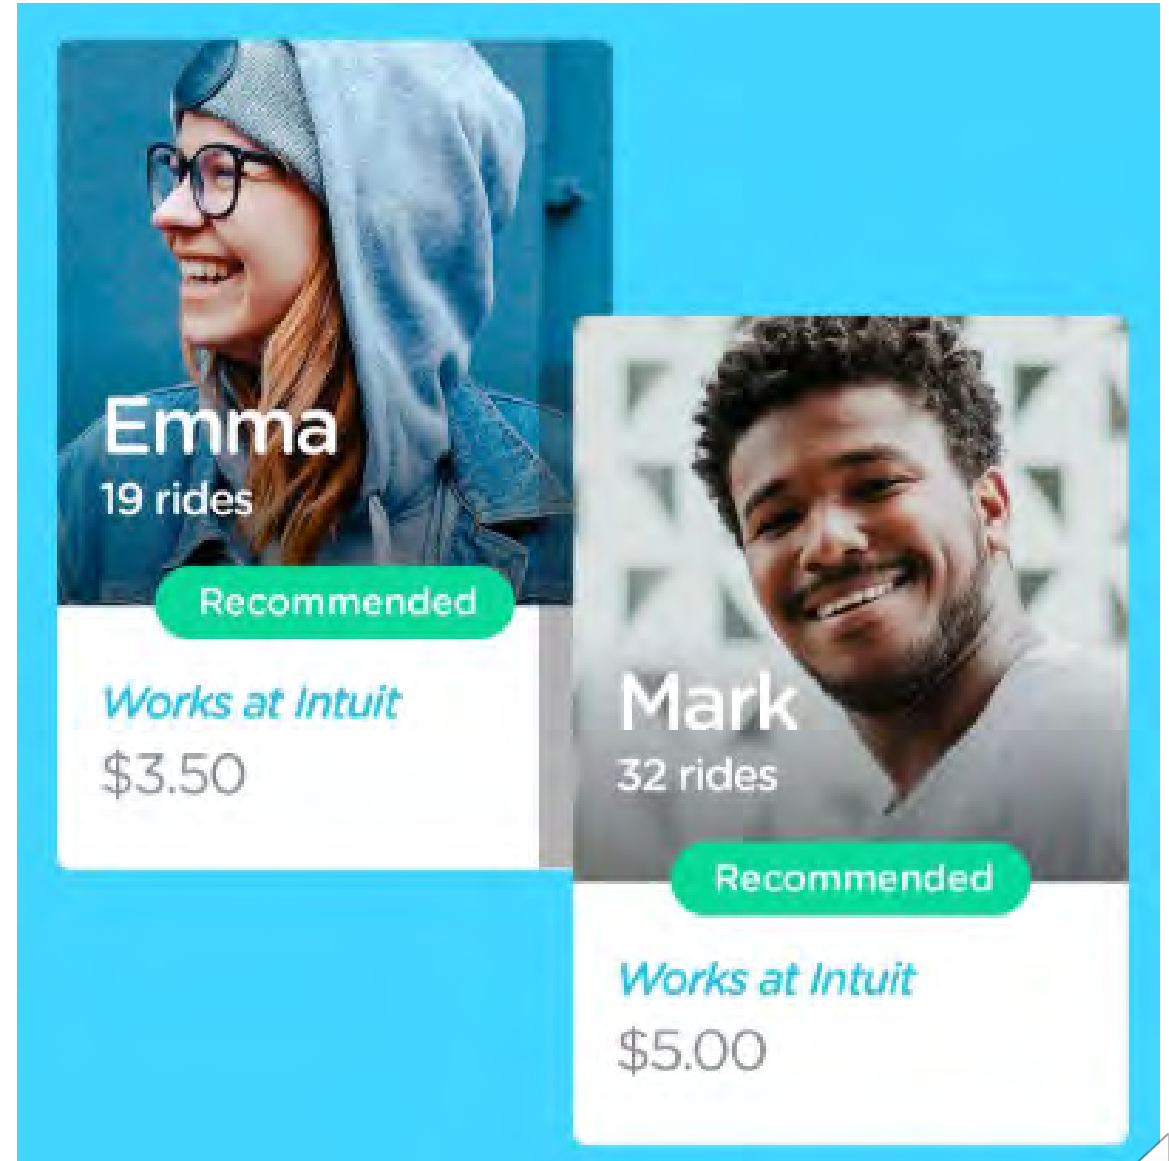 Emma
19 rides
Recommended
Works at Intuit
$3.50
Mark
32 rides
Recommended
Works at Intuit
$5.00